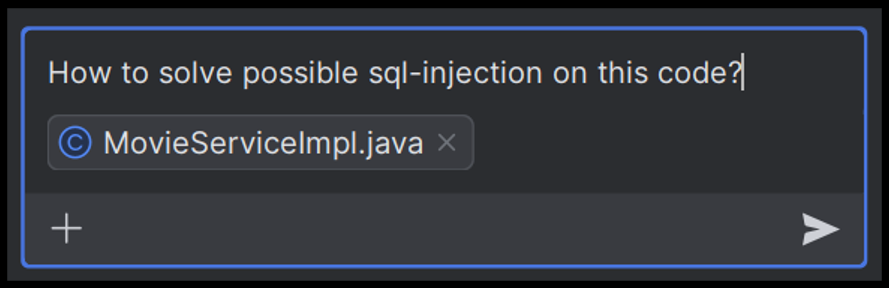 How to solve possible sql-injection on this code?
MovieServiceImpl.java